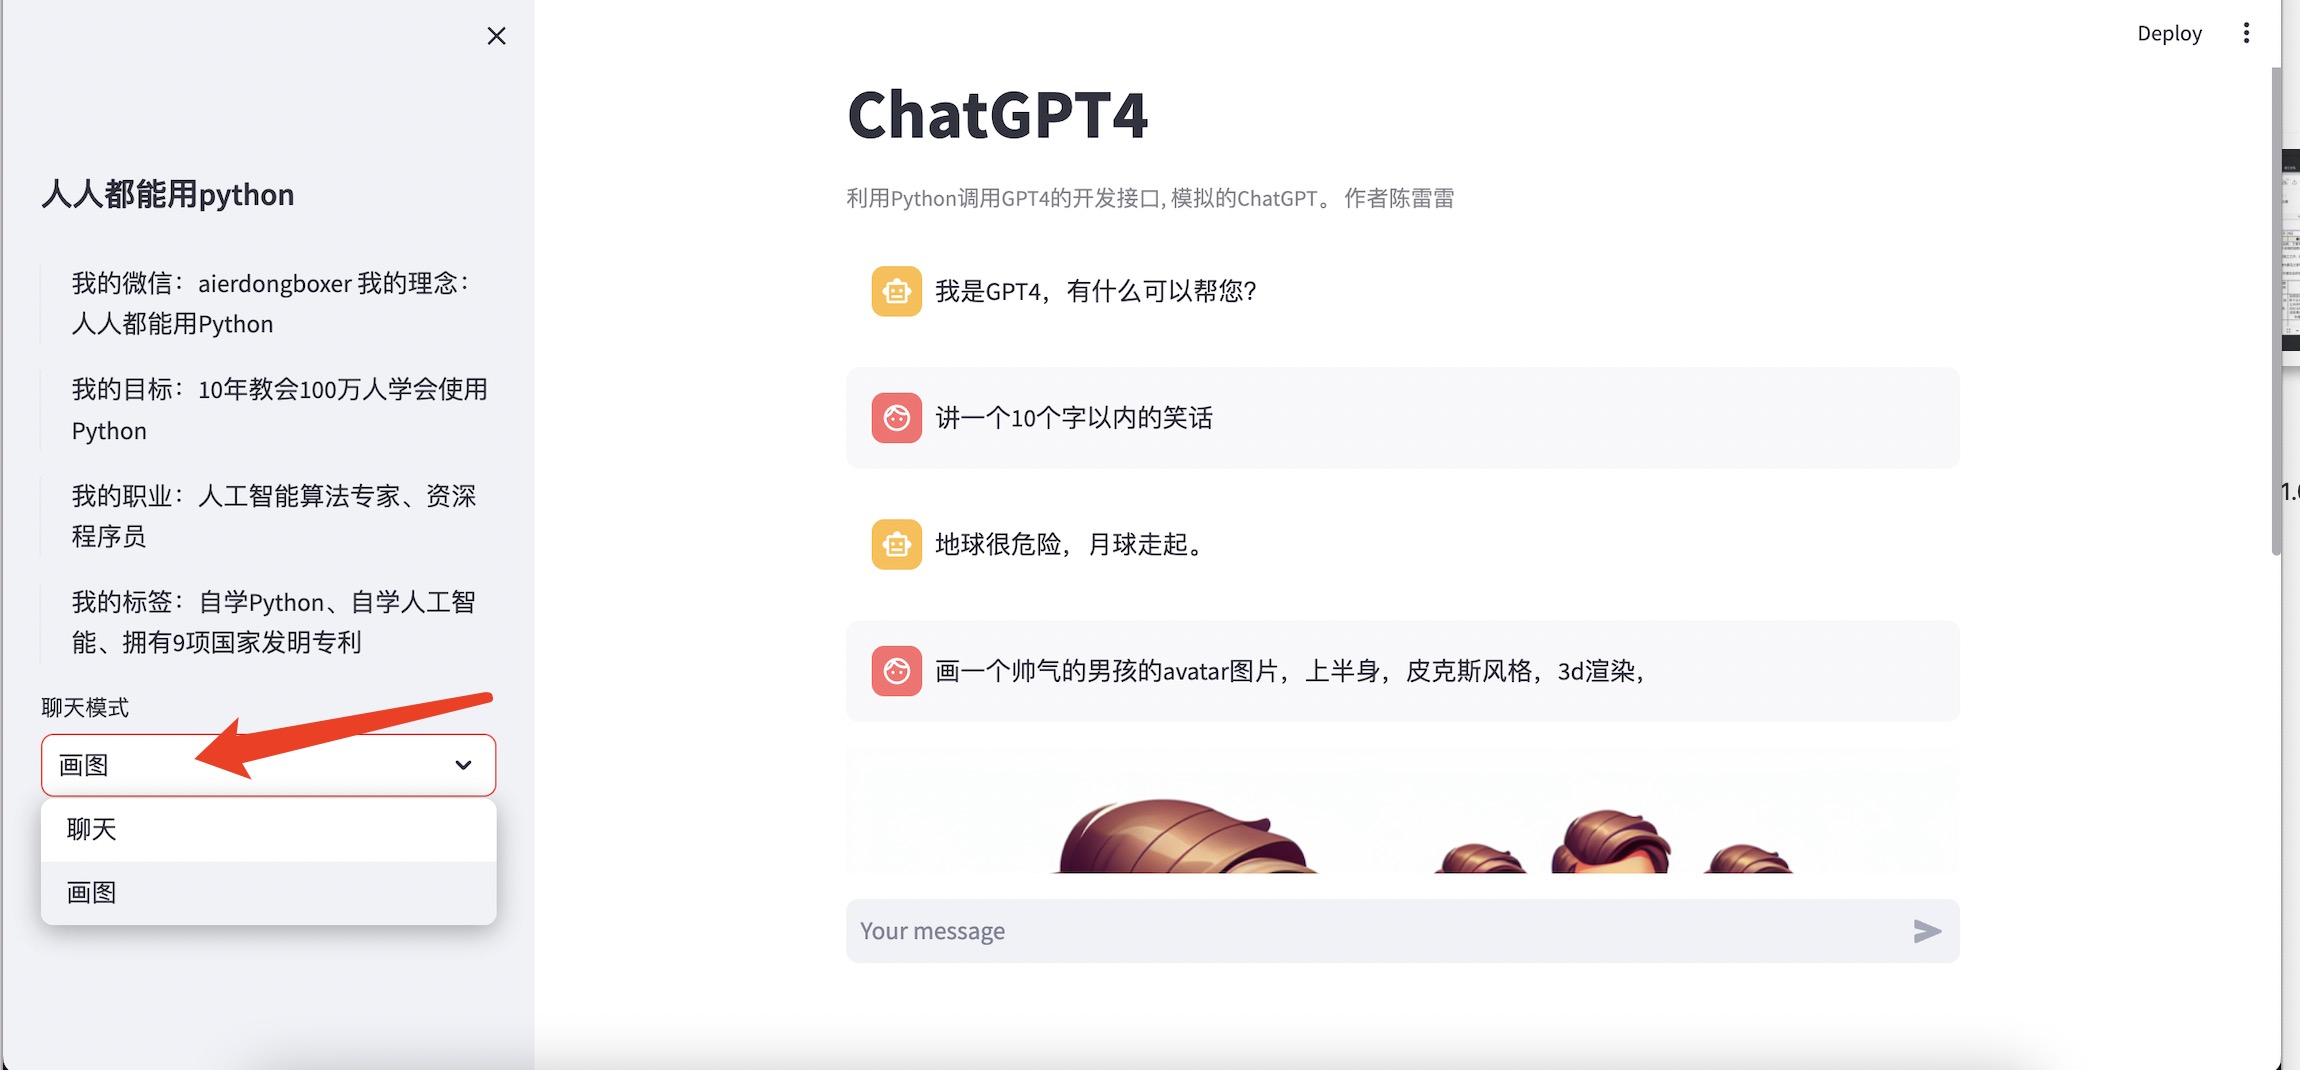 Deploy
人人都能用python
我的微信：aierdongboxer 我的理念：
人人都能用Python
我的目标：10年教会100万人学会使用
Python
我的职业：人工智能算法专家、资深
程序员
我的标签：自学Python、自学人工智
能、拥有9项国家发明专利
聊天模式
画图
聊天
画图
ChatGPT4
利用Python调用GPT4的开发接口, 模拟的ChatGPT。 作者陈雷雷
我是GPT4，有什么可以帮您?
讲一个10个字以内的笑话
地球很危险，月球走起。
画一个帅气的男孩的avatar图片，上半身，皮克斯风格，3d渲染，
Your message